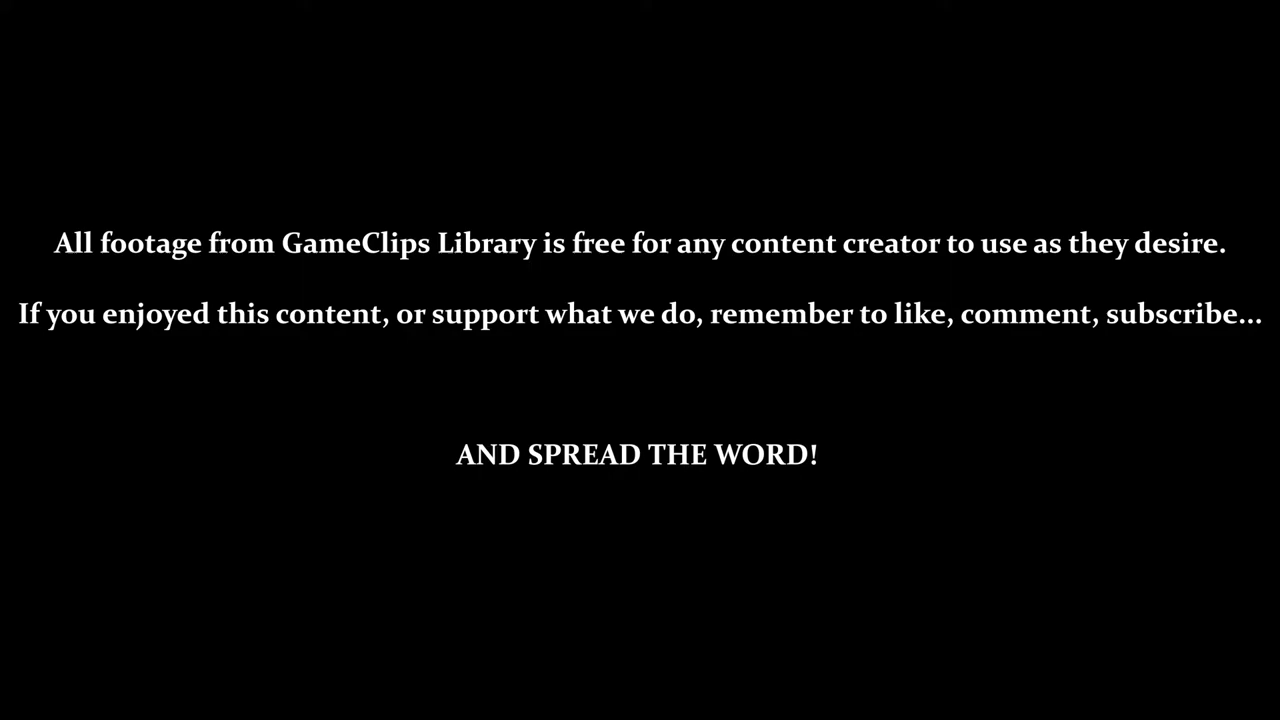 All footage from GameClips Library is free for any content creator to use as they desire.
If you enjoyed this content, or support what we do, remember to like, comment, subscribe...
AND SPREAD THE WORD!